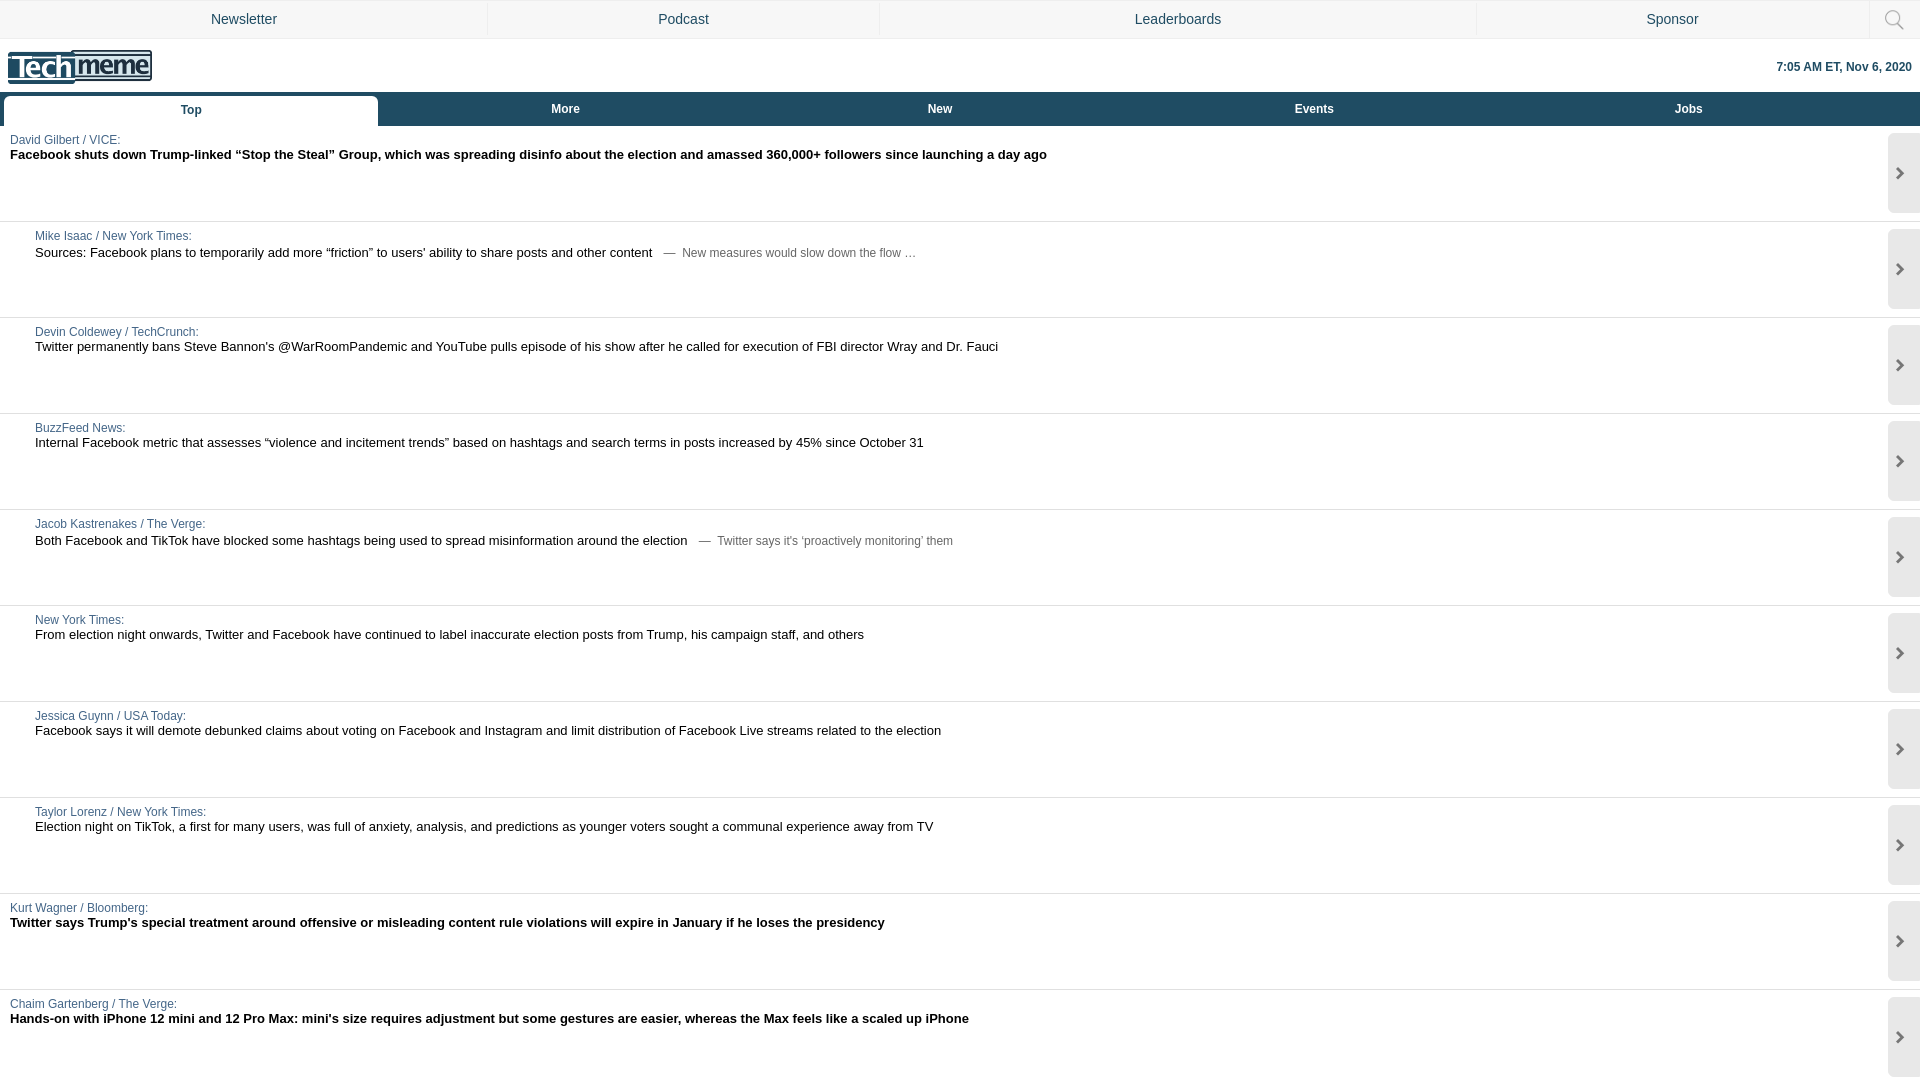 Newsletter
Podcast
Leaderboards
Sponsor
Techmeme
7:05 AM ET, Nov 6, 2020
Top
More
New
Events
Jobs
David Gilbert / VICE:
Facebook shuts down Trump-linked “Stop the Steal” Group, which was spreading disinfo about the election and amassed 360,000+ followers since launching a day ago
Mike Isaac / New York Times:
Sources: Facebook plans to temporarily add more “friction” to users' ability to share posts and other content — New measures would slow down the flow …
Devin Coldewey / TechCrunch:
Twitter permanently bans Steve Bannon's @WarRoomPandemic and YouTube pulls episode of his show after he called for execution of FBI director Wray and Dr. Fauci
BuzzFeed News:
Internal Facebook metric that assesses “violence and incitement trends” based on hashtags and search terms in posts increased by 45% since October 31
Jacob Kastrenakes / The Verge:
Both Facebook and TikTok have blocked some hashtags being used to spread misinformation around the election — Twitter says it's ‘proactively monitoring’ them
New York Times:
From election night onwards, Twitter and Facebook have continued to label inaccurate election posts from Trump, his campaign staff, and others
Jessica Guynn / USA Today:
Facebook says it will demote debunked claims about voting on Facebook and Instagram and limit distribution of Facebook Live streams related to the election
Taylor Lorenz / New York Times:
Election night on TikTok, a first for many users, was full of anxiety, analysis, and predictions as younger voters sought a communal experience away from TV
Kurt Wagner / Bloomberg:
Twitter says Trump's special treatment around offensive or misleading content rule violations will expire in January if he loses the presidency
Chaim Gartenberg / The Verge:
Hands-on with iPhone 12 mini and 12 Pro Max: mini's size requires adjustment but some gestures are easier, whereas the Max feels like a scaled up iPhone